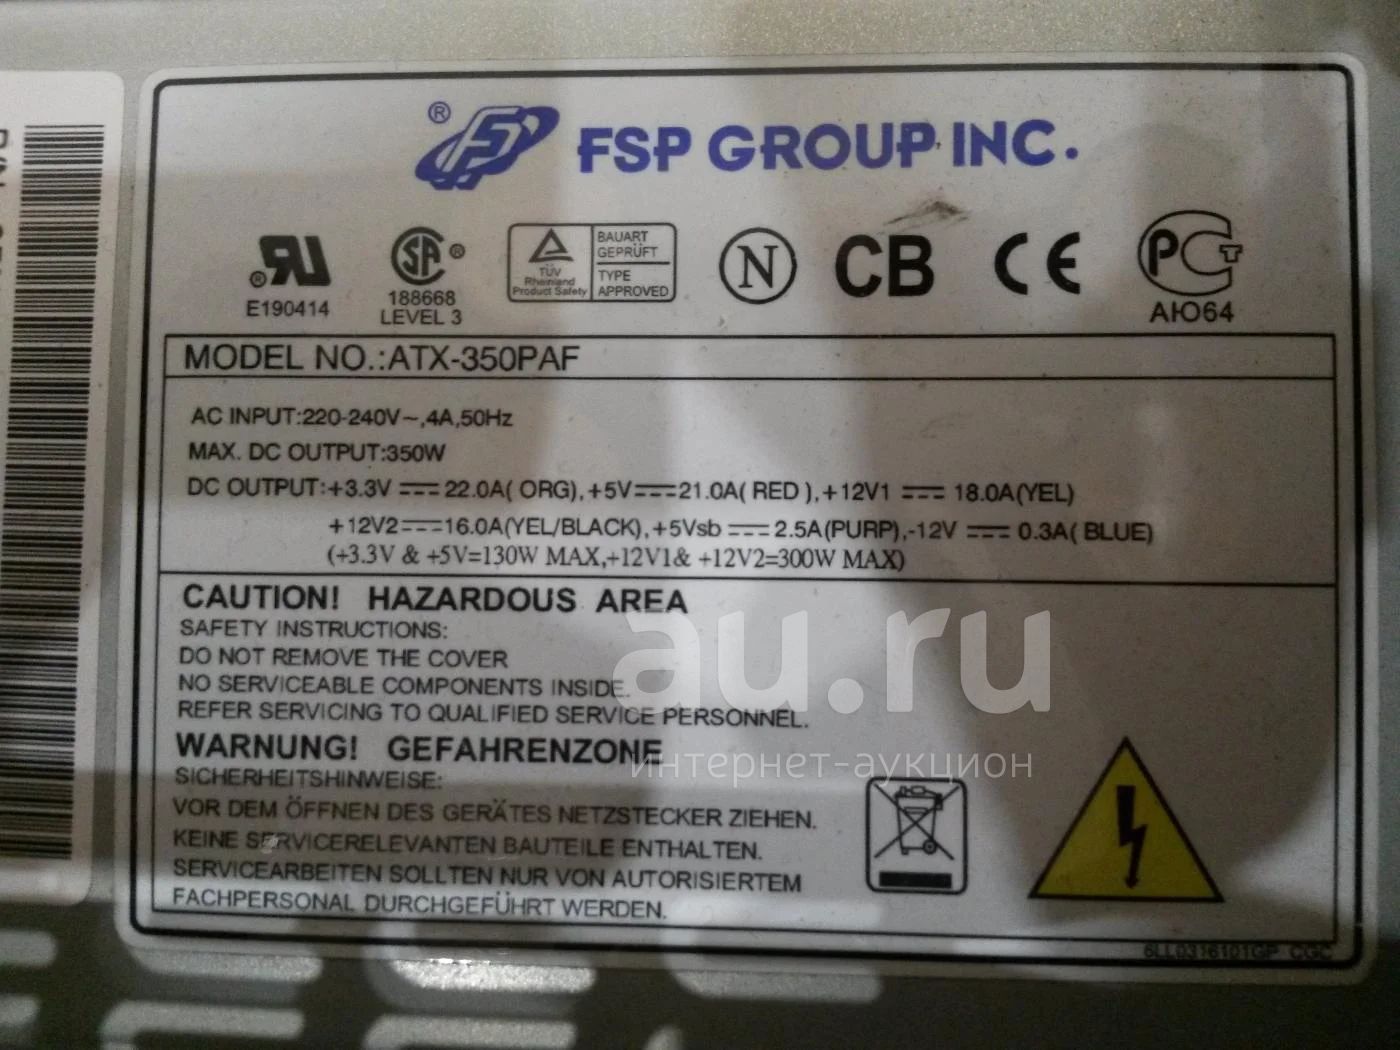 ® FSP GROUP INC.
® RU
E190414
SA ®
188668
LEVEL 3
TÜV
Rheinland
Product Safety
BAUART
GEPRÜFT
TYPE
APPROVED
N
CB
CE
РСТ
АЮ64
MODEL NO.:ATX-350PAF
AC INPUT:220-240V~,4A,50Hz
MAX. DC OUTPUT:350W
DC OUTPUT:+3.3V ⎓ 22.0A( ORG),+5V⎓21.0A( RED ),+12V1 ⎓ 18.0A(YEL)
+12V2⎓16.0A(YEL/BLACK),+5Vsb ⎓ 2.5A(PURP),-12V ⎓ 0.3A( BLUE)
(+3.3V & +5V=130W MAX,+12V1& +12V2=300W MAX)
CAUTION! HAZARDOUS AREA
SAFETY INSTRUCTIONS:
DO NOT REMOVE THE COVER
NO SERVICEABLE COMPONENTS INSIDE.
REFER SERVICING TO QUALIFIED SERVICE PERSONNEL.
WARNUNG! GEFAHRENZONE
SICHERHEITSHINWEISE:
VOR DEM ÖFFNEN DES GERÄTES NETZSTECKER ZIEHEN.
KEINE SERVICERELEVANTEN BAUTEILE ENTHALTEN.
SERVICEARBEITEN SOLLTEN NUR VON AUTORISIERTEM
FACHPERSONAL DURCHGEFÜHRT WERDEN.
6LL0316101GP CGC
au.ru
интернет-аукцион